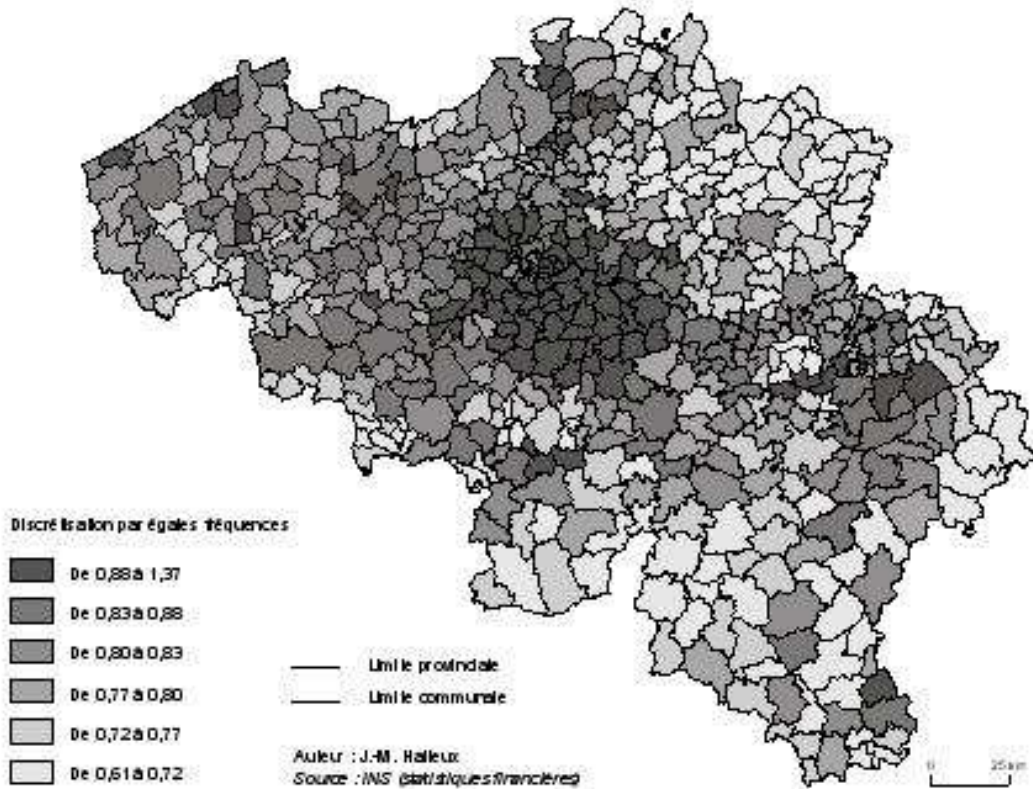 Discrétisation par égales fréquences
De 0,88 à 1,37
De 0,83 à 0,88
De 0,80 à 0,83
De 0,77 à 0,80
De 0,72 à 0,77
De 0,61 à 0,72
Limite provinciale
Limite communale
Auteur : J.-M. Halleux
Source : INS (statistiques financières)
0 25 km